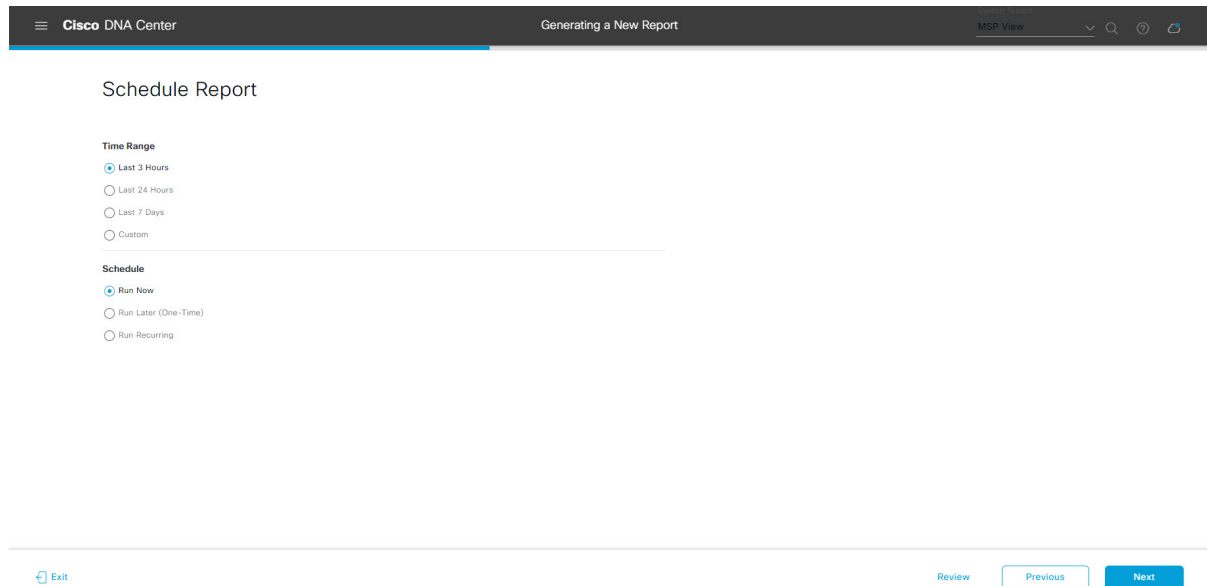 Cisco DNA Center
Generating a New Report
MSP View
Schedule Report
Time Range
Last 3 Hours
Last 24 Hours
Last 7 Days
Custom
Schedule
Run Now
Run Later (One-Time)
Run Recurring
Exit
Review
Previous
Next